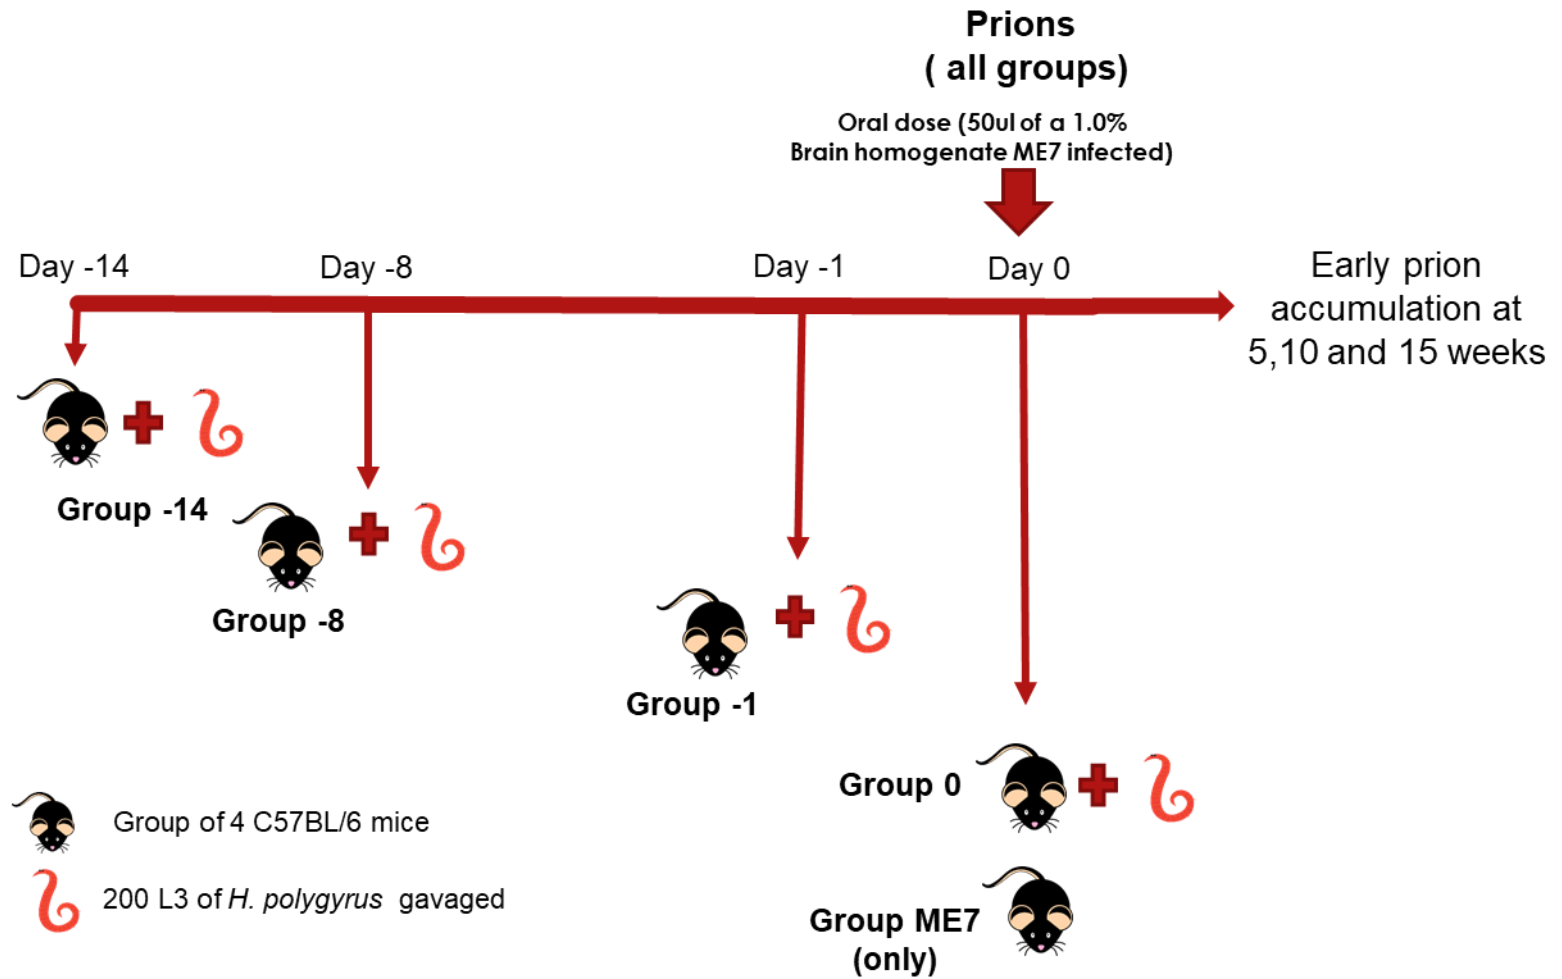 Prions
( all groups)
Oral dose (50ul of a 1.0%
Brain homogenate ME7 infected)
Day -14
Day -8
Day -1
Day 0
Early prion
accumulation at
5,10 and 15 weeks
Group -14
Group -8
Group -1
Group 0
Group ME7
(only)
Group of 4 C57BL/6 mice
200 L3 of H. polygyrus gavaged